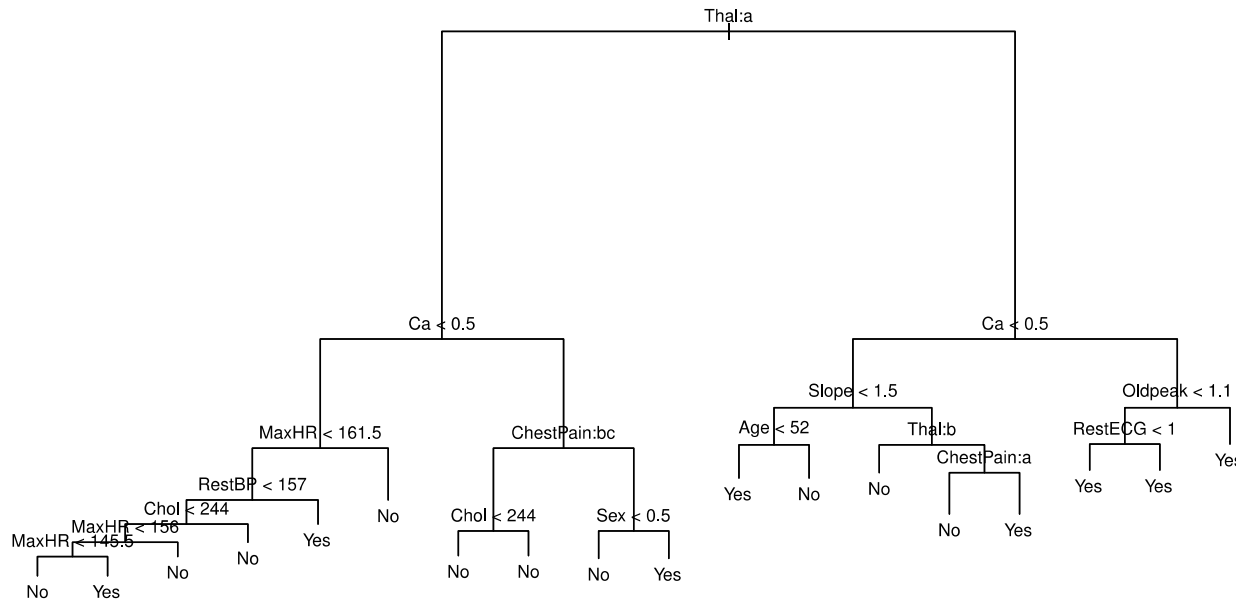 Thal:a
Ca < 0.5
Ca < 0.5
Slope < 1.5
Oldpeak < 1.1
MaxHR < 161.5
ChestPain:bc
Age < 52
Thal:b
RestECG < 1
ChestPain:a
Yes
RestBP < 157
Yes
No
No
Yes
Yes
Chol < 244
No
Chol < 244
Sex < 0.5
No
Yes
MaxHR < 156
Yes
MaxHR < 145.5
No
No
No
No
No
Yes
No
Yes